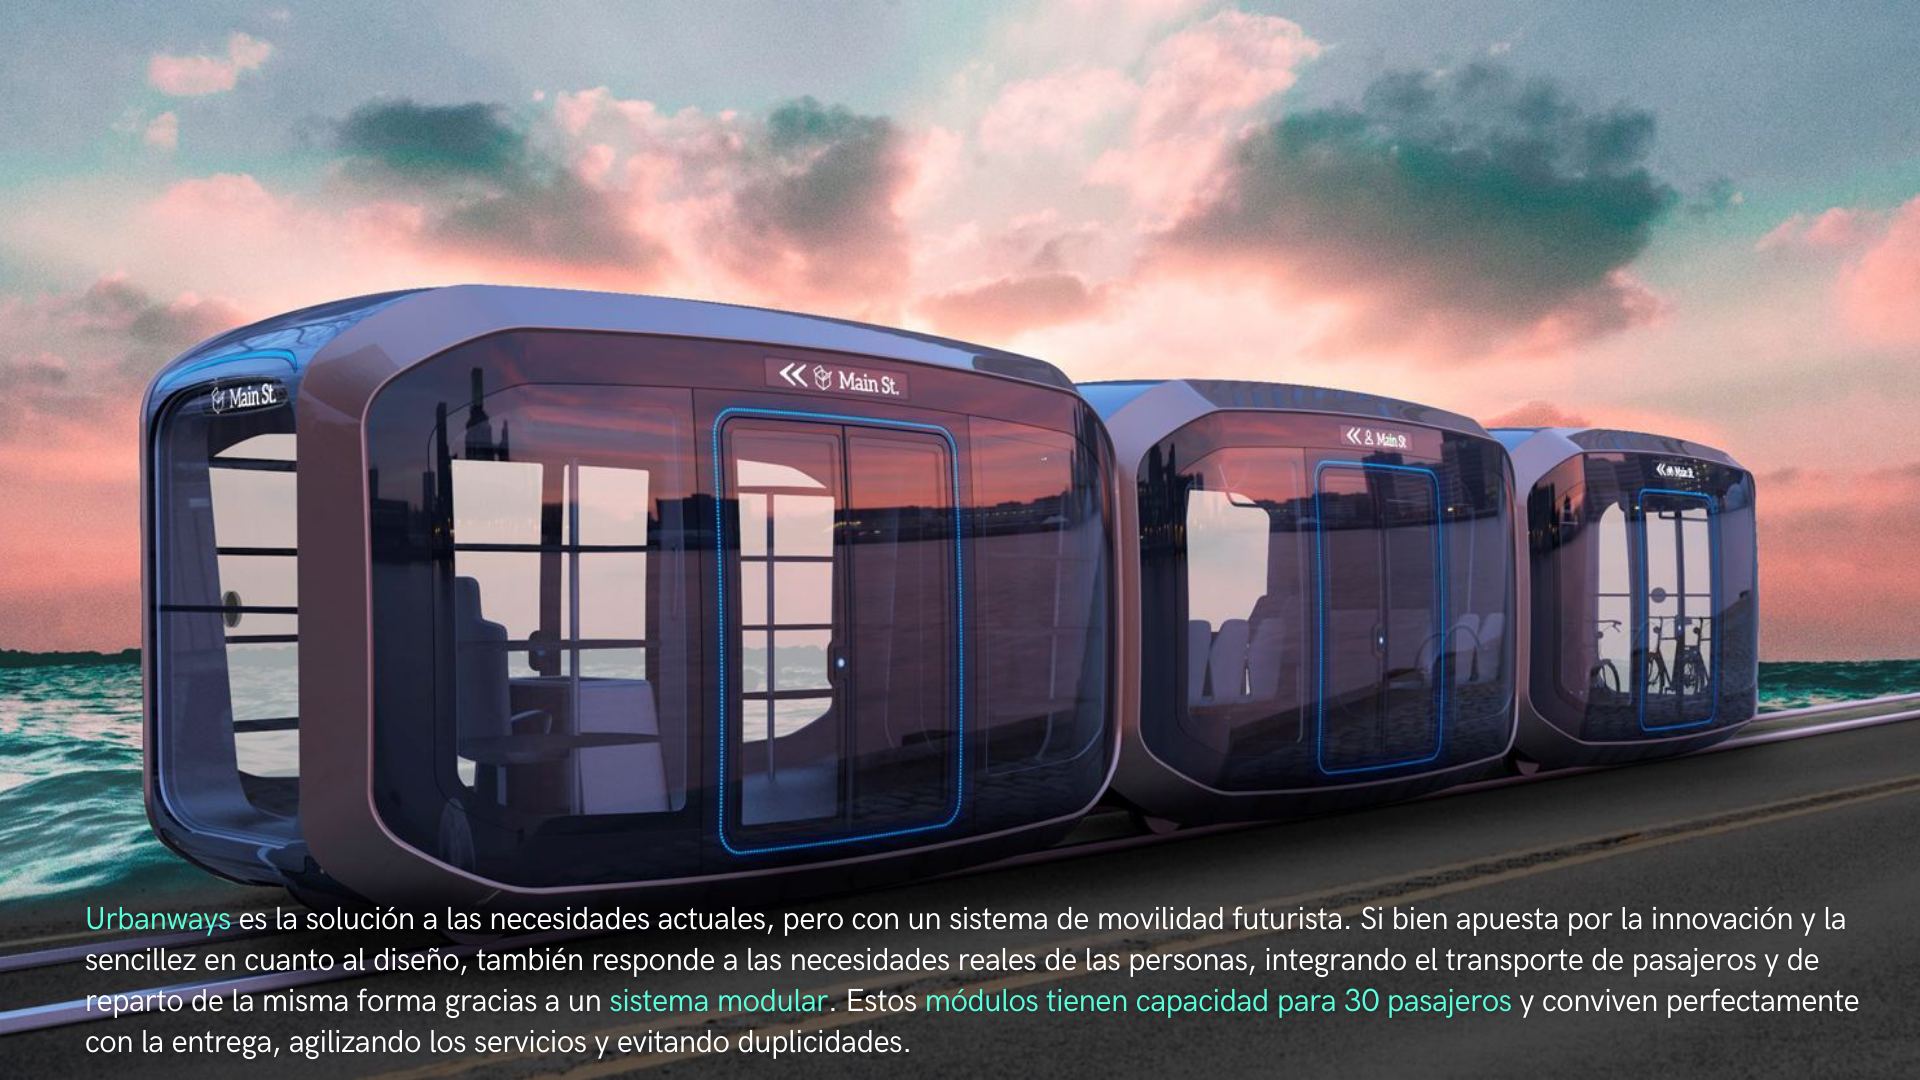 Main St.
« Main St.
« Main St
« Main St.
Urbanways es la solución a las necesidades actuales, pero con un sistema de movilidad futurista. Si bien apuesta por la innovación y la
sencillez en cuanto al diseño, también responde a las necesidades reales de las personas, integrando el transporte de pasajeros y de
reparto de la misma forma gracias a un sistema modular. Estos módulos tienen capacidad para 30 pasajeros y conviven perfectamente
con la entrega, agilizando los servicios y evitando duplicidades.